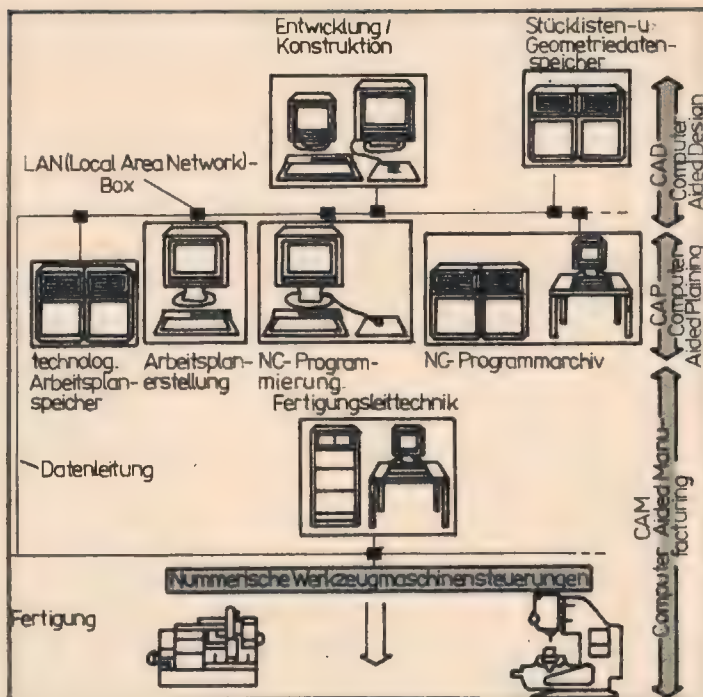 Entwicklung/
Konstruktion
Stücklisten-u.
Geometriedaten-
speicher
LAN(Local Area Network)-
Box
CAD
Computer
Aided Design
CAP
Computer
Aided Plaining
technolog.
Arbeitsplan-
speicher
Arbeitsplan-
erstellung
NC-Program-
mierung
NC-Programmarchiv
Fertigungsleittechnik
Datenleitung
CAM
Computer Aided Manu-
facturing
Nummerische Werkzeugmaschinensteuerungen
Fertigung